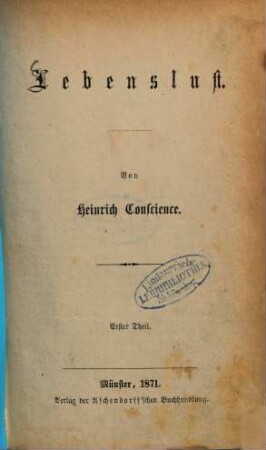 Lebenslust.
Von
Heinrich Conscience.
Erster Theil.
Münster, 1871.
Verlag der Aschendorff'schen Buchhandlung.